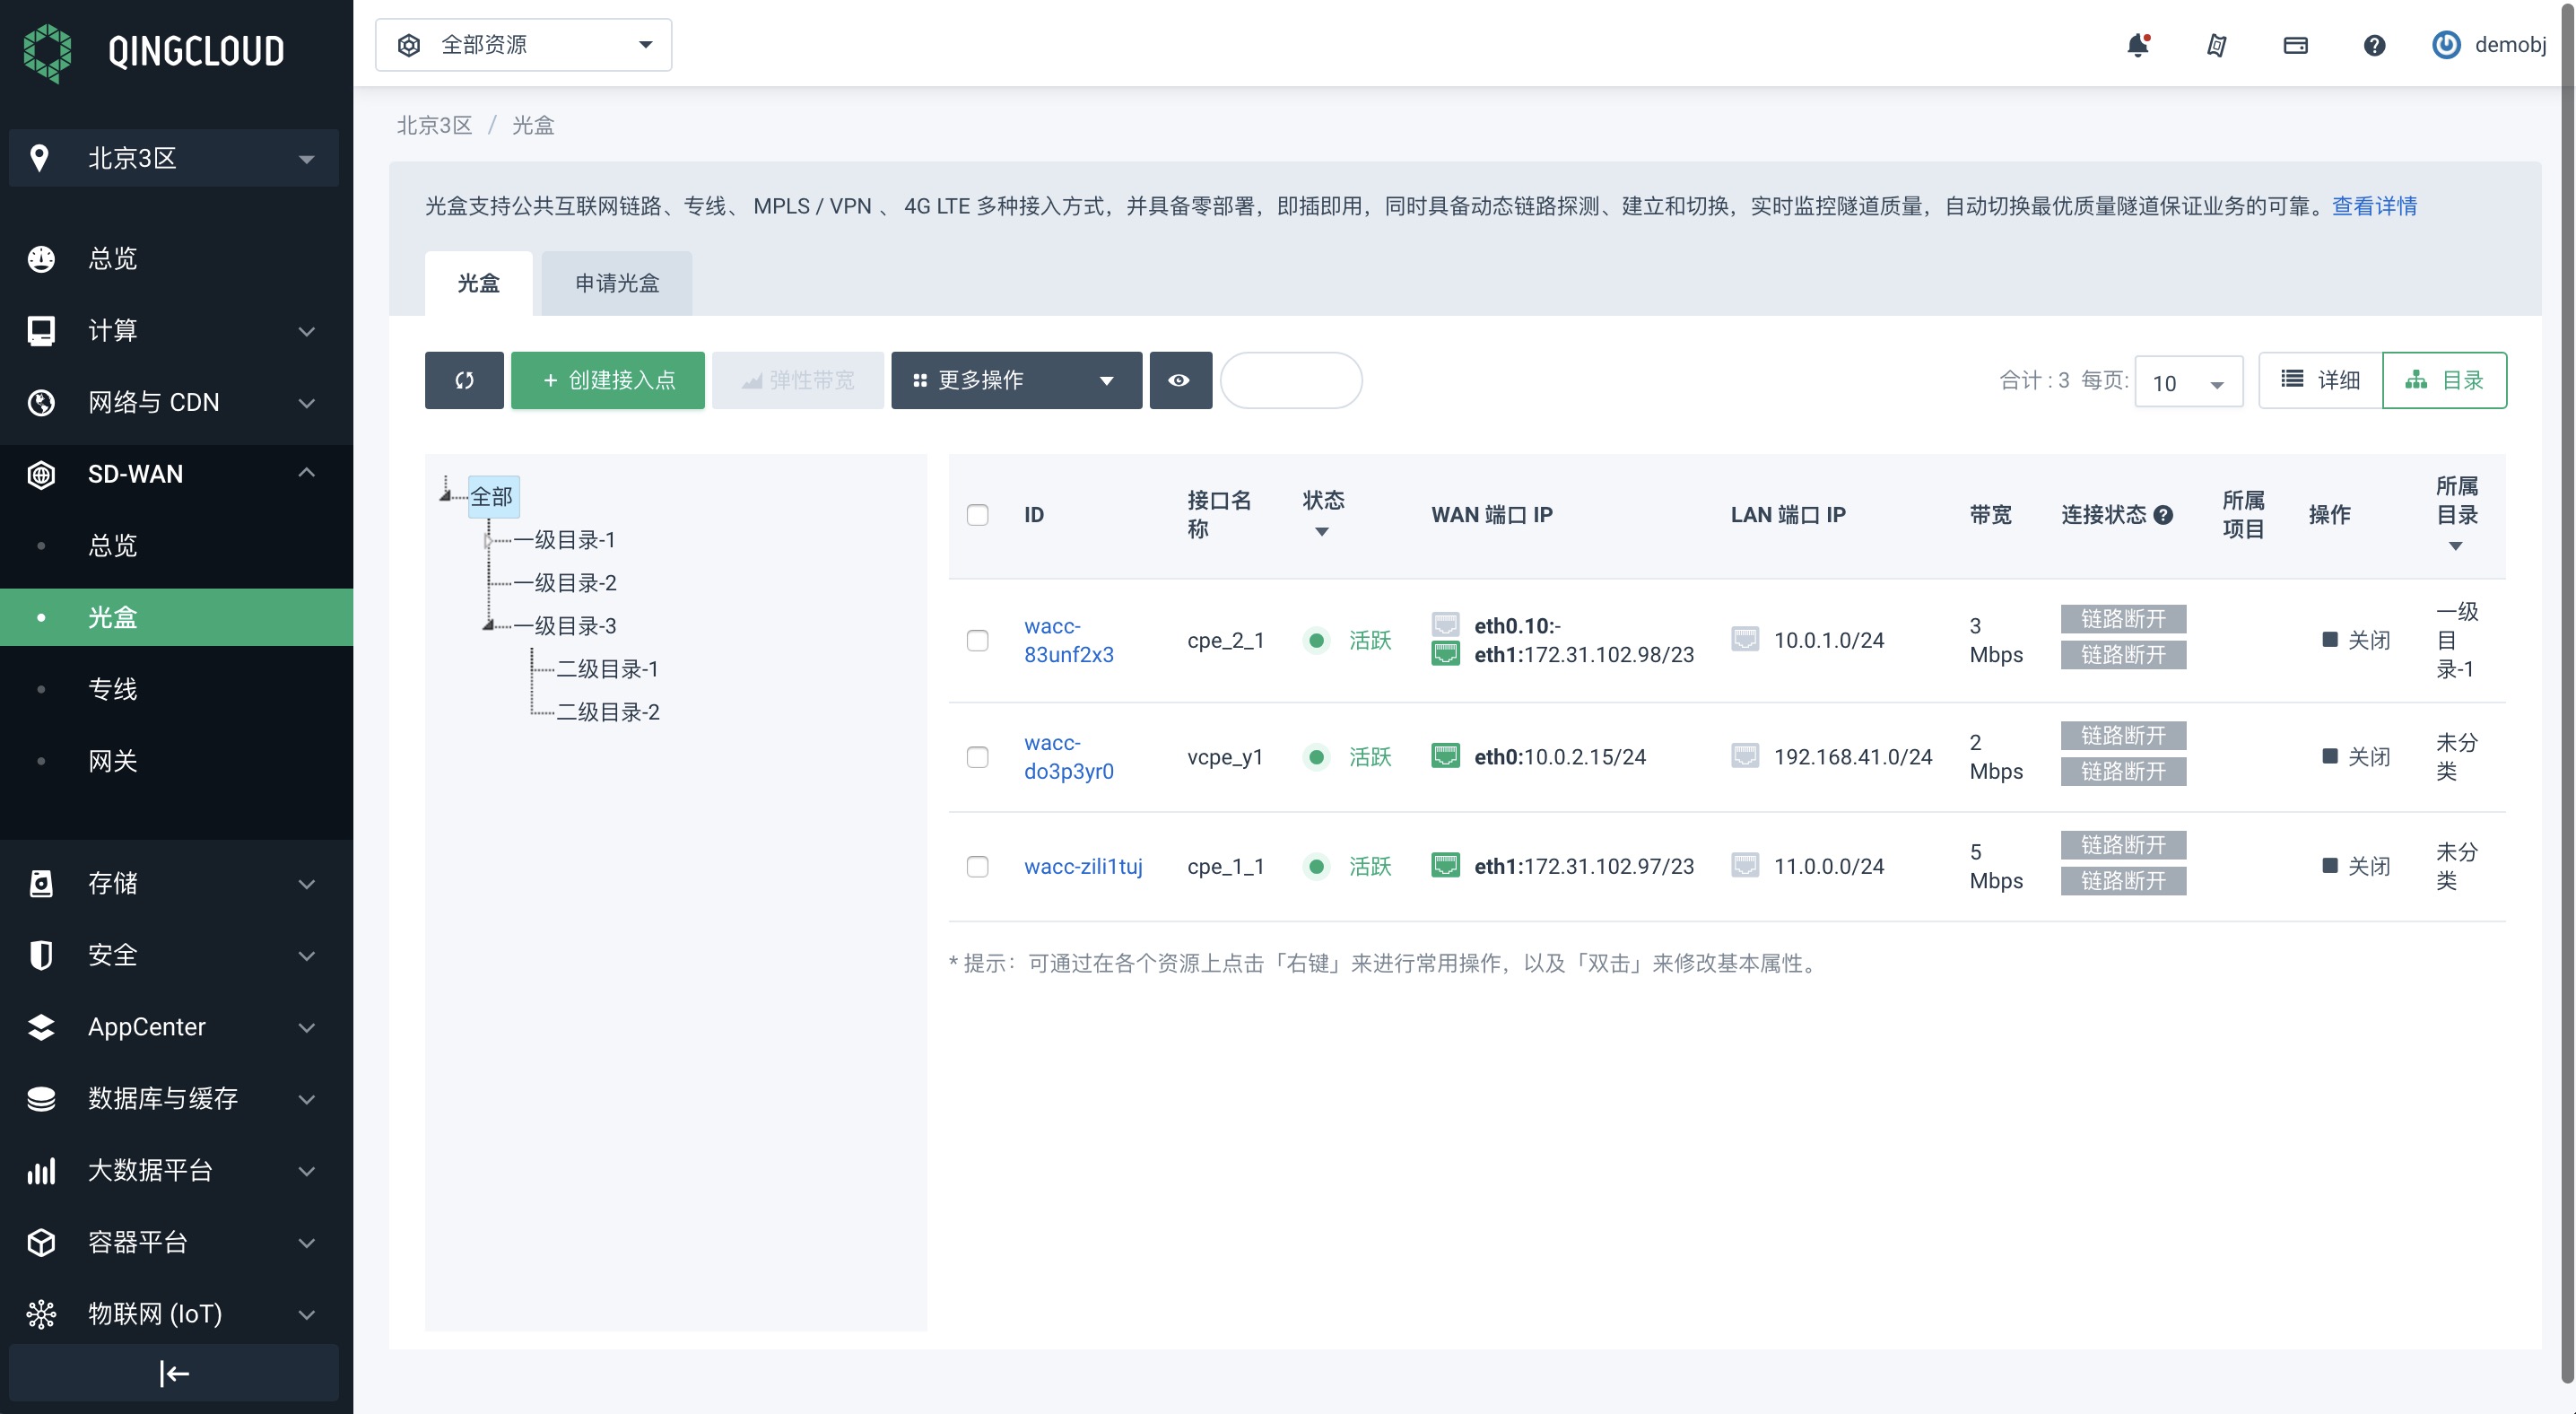 QINGCLOUD
全部资源
demobj
北京3区
总览
计算
网络与 CDN
SD-WAN
总览
光盒
专线
网关
存储
安全
AppCenter
数据库与缓存
大数据平台
容器平台
物联网 (IoT)
北京3区 / 光盒
光盒支持公共互联网链路、专线、 MPLS / VPN 、 4G LTE 多种接入方式，并具备零部署，即插即用，同时具备动态链路探测、建立和切换，实时监控隧道质量，自动切换最优质量隧道保证业务的可靠。查看详情
光盒 申请光盒
+ 创建接入点 弹性带宽 更多操作 合计 : 3 每页: 10 详细 目录
全部
一级目录-1
一级目录-2
一级目录-3
二级目录-1
二级目录-2
ID 接口名称 状态 WAN 端口 IP LAN 端口 IP 带宽 连接状态 所属项目 操作 所属目录
wacc-83unf2x3 cpe_2_1 活跃 eth0.10:- eth1:172.31.102.98/23 10.0.1.0/24 3 Mbps 链路断开 链路断开 关闭 一级目录-1
wacc-do3p3yr0 vcpe_y1 活跃 eth0:10.0.2.15/24 192.168.41.0/24 2 Mbps 链路断开 链路断开 关闭 未分类
wacc-zili1tuj cpe_1_1 活跃 eth1:172.31.102.97/23 11.0.0.0/24 5 Mbps 链路断开 链路断开 关闭 未分类
* 提示：可通过在各个资源上点击「右键」来进行常用操作，以及「双击」来修改基本属性。